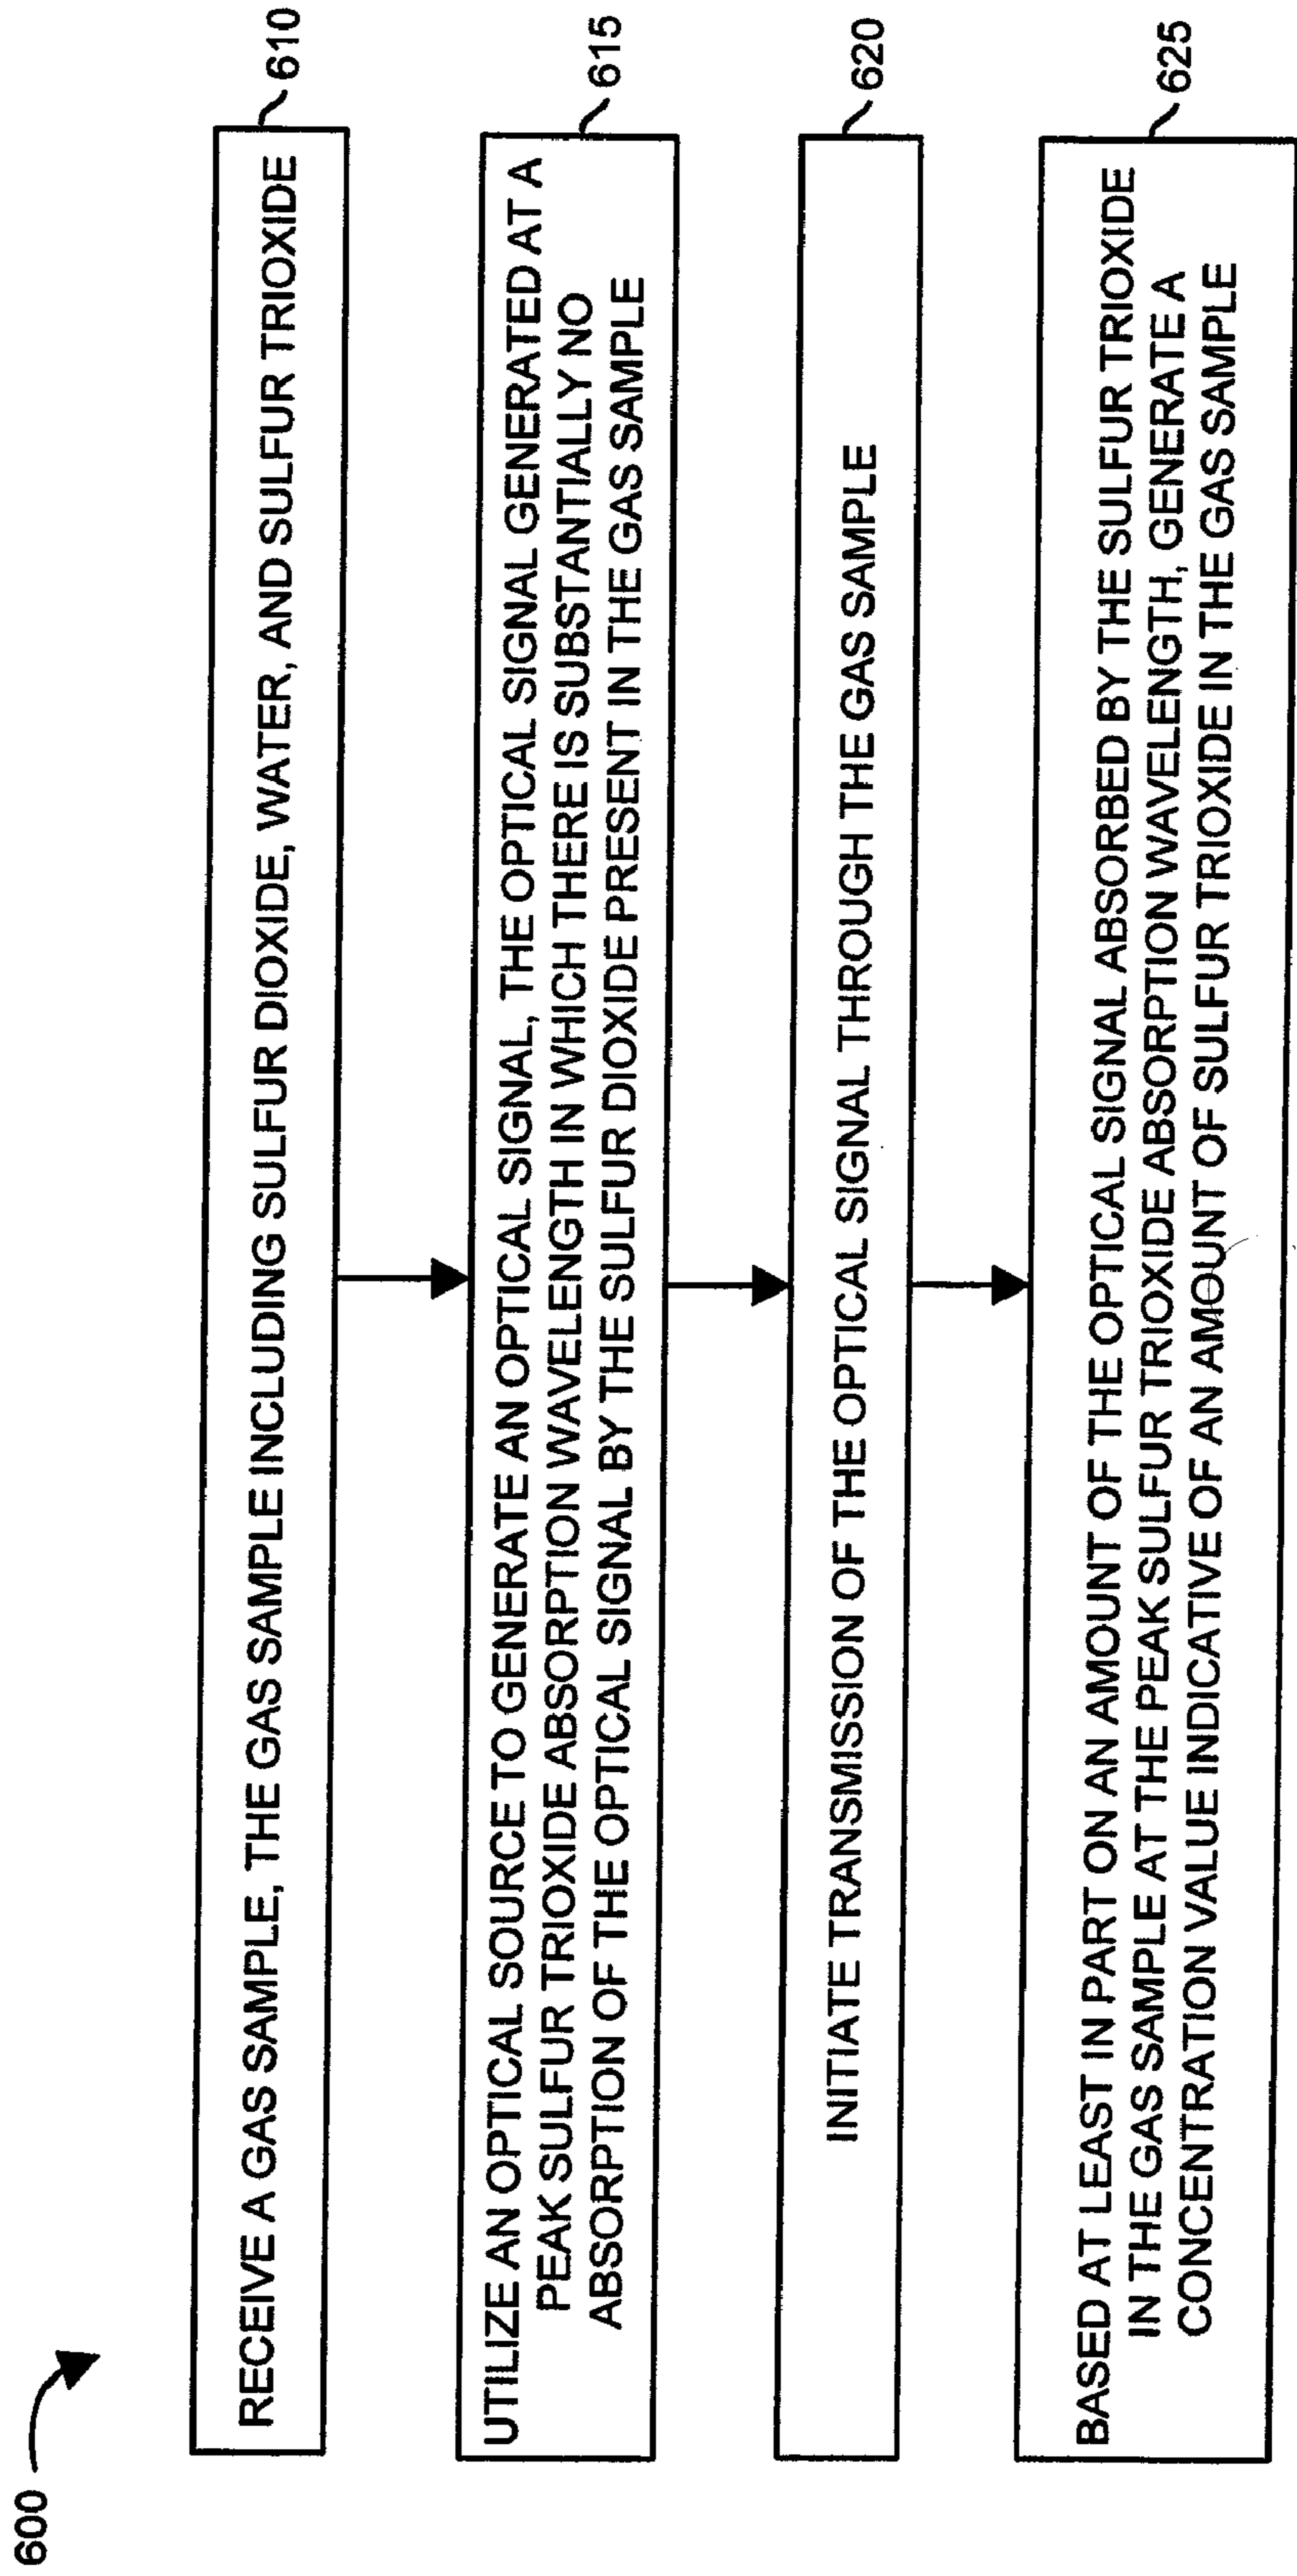 600
RECEIVE A GAS SAMPLE, THE GAS SAMPLE INCLUDING SULFUR DIOXIDE, WATER, AND SULFUR TRIOXIDE
610
UTILIZE AN OPTICAL SOURCE TO GENERATE AN OPTICAL SIGNAL, THE OPTICAL SIGNAL GENERATED AT A
PEAK SULFUR TRIOXIDE ABSORPTION WAVELENGTH IN WHICH THERE IS SUBSTANTIALLY NO
ABSORPTION OF THE OPTICAL SIGNAL BY THE SULFUR DIOXIDE PRESENT IN THE GAS SAMPLE
615
INITIATE TRANSMISSION OF THE OPTICAL SIGNAL THROUGH THE GAS SAMPLE
620
BASED AT LEAST IN PART ON AN AMOUNT OF THE OPTICAL SIGNAL ABSORBED BY THE SULFUR TRIOXIDE
IN THE GAS SAMPLE AT THE PEAK SULFUR TRIOXIDE ABSORPTION WAVELENGTH, GENERATE A
CONCENTRATION VALUE INDICATIVE OF AN AMOUNT OF SULFUR TRIOXIDE IN THE GAS SAMPLE
625